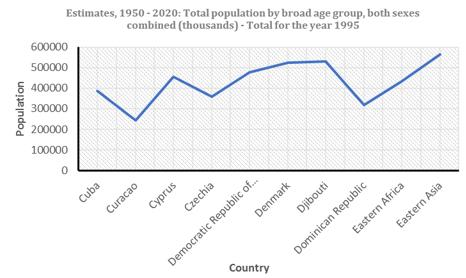 Estimates, 1950 - 2020: Total population by broad age group, both sexes
combined (thousands) - Total for the year 1995
600000
500000
400000
300000
200000
100000
0
Population
Cuba
Curacao
Cyprus
Czechia
Democratic Republic of...
Denmark
Djibouti
Dominican Republic
Eastern Africa
Eastern Asia
Country